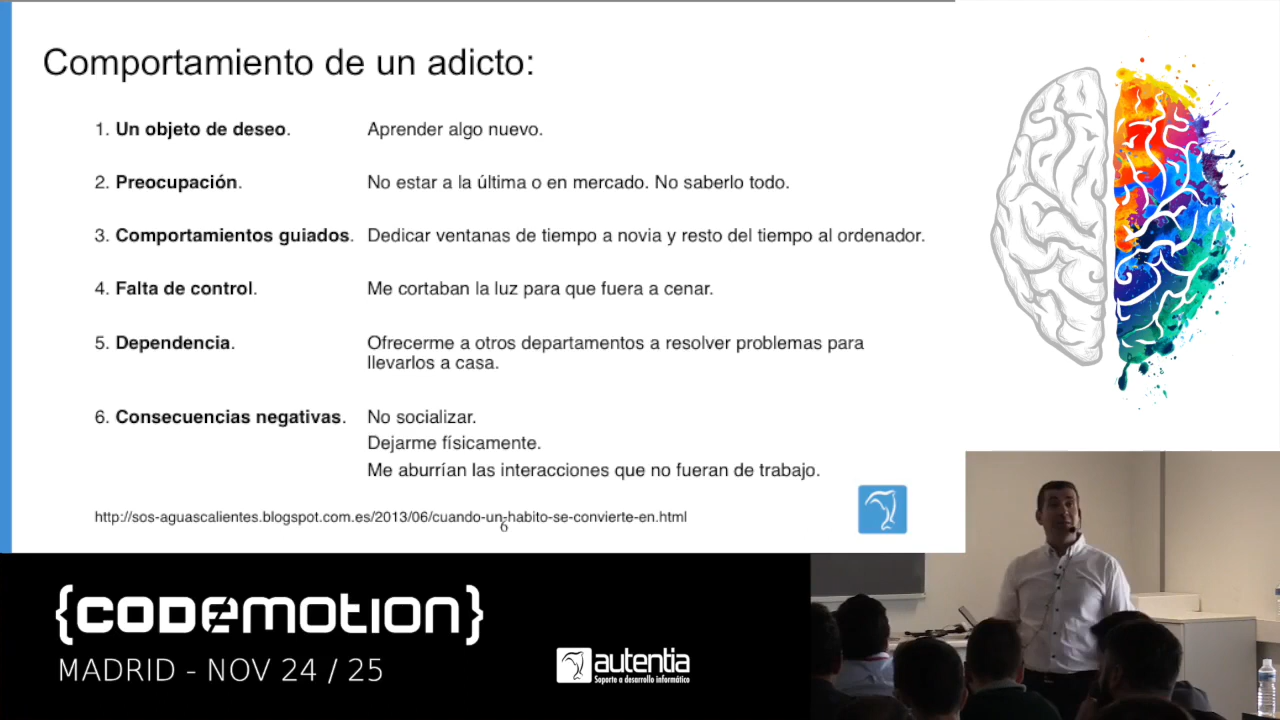 Comportamiento de un adicto:
1. Un objeto de deseo. Aprender algo nuevo.
2. Preocupación. No estar a la última o en mercado. No saberlo todo.
3. Comportamientos guiados. Dedicar ventanas de tiempo a novia y resto del tiempo al ordenador.
4. Falta de control. Me cortaban la luz para que fuera a cenar.
5. Dependencia. Ofrecerme a otros departamentos a resolver problemas para
llevarlos a casa.
6. Consecuencias negativas. No socializar.
Dejarme físicamente.
Me aburrían las interacciones que no fueran de trabajo.
http://sos-aguascalientes.blogspot.com.es/2013/06/cuando-un-habito-se-convierte-en.html
6
{CODEMOTION}
MADRID - NOV 24 / 25
autentia
Soporte a desarrollo informático